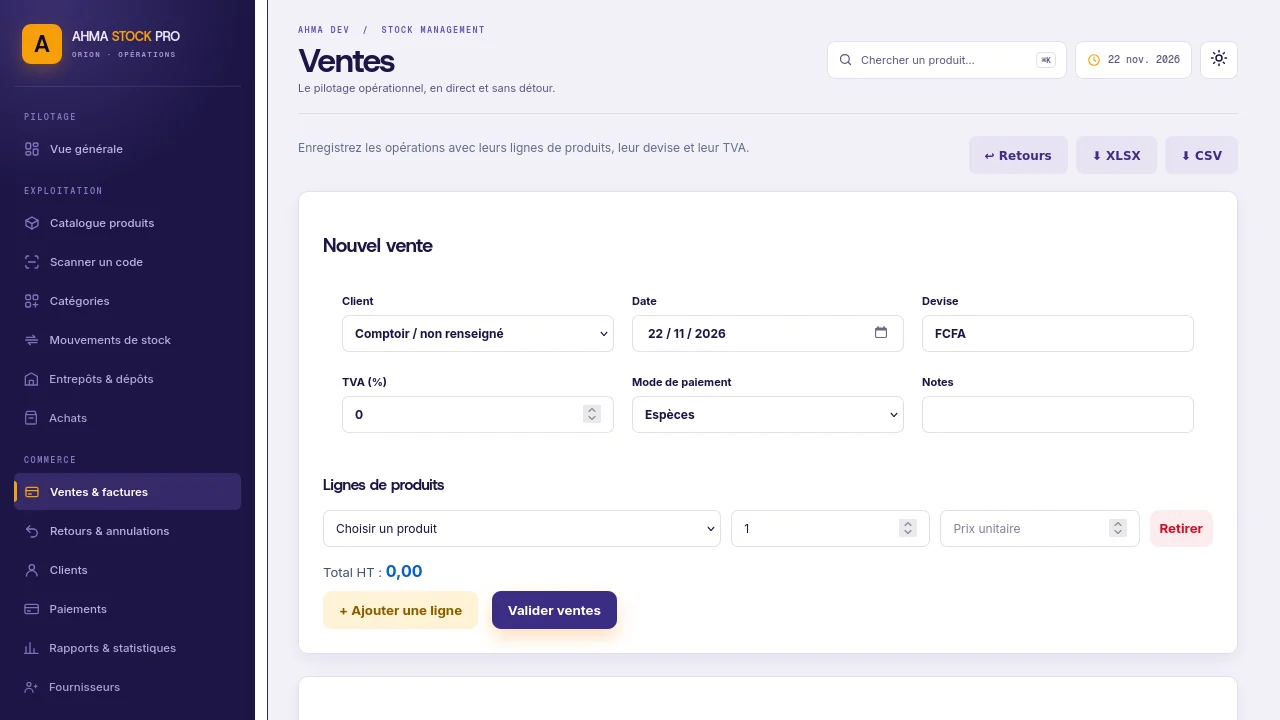 A
AHMA STOCK PRO
ORION · OPÉRATIONS
PILOTAGE
Vue générale
EXPLOITATION
Catalogue produits
Scanner un code
Catégories
Mouvements de stock
Entrepôts & dépôts
Achats
COMMERCE
Ventes & factures
Retours & annulations
Clients
Paiements
Rapports & statistiques
Fournisseurs
AHMA DEV / STOCK MANAGEMENT
Ventes
Le pilotage opérationnel, en direct et sans détour.
Chercher un produit... ⌘K
22 nov. 2026
Enregistrez les opérations avec leurs lignes de produits, leur devise et leur TVA.
↩ Retours
⬇ XLSX
⬇ CSV
Nouvel vente
Client
Date
Devise
Comptoir / non renseigné
22 / 11 / 2026
FCFA
TVA (%)
Mode de paiement
Notes
0
Espèces
Lignes de produits
Choisir un produit
1
Prix unitaire
Retirer
Total HT : 0,00
+ Ajouter une ligne
Valider ventes